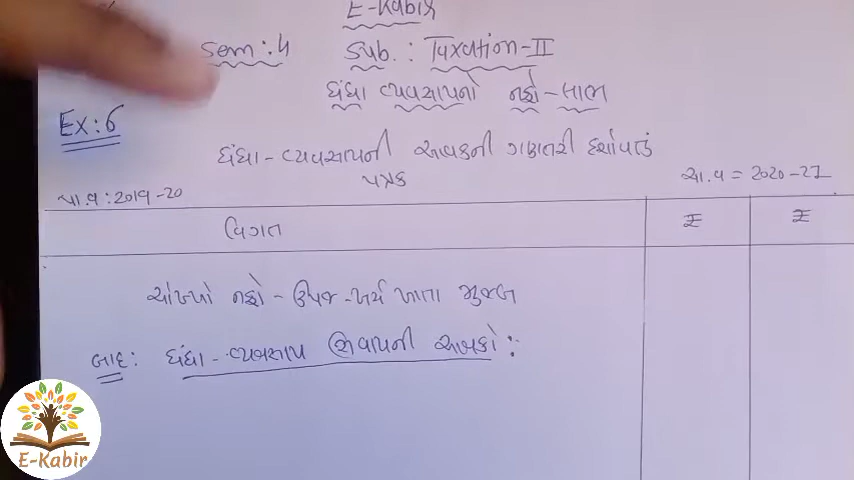 E-Kabir
Sem : 4 Sub. : Taxation-II
ધંધા વ્યવસાયનો નફો - લાભ
Ex : 6
ધંધા - વ્યવસાયની આવકની ગણતરી દર્શાવતું
પત્રક
પા.વ : 2019-20 આ.વ = 2020-21
વિગત ₹ ₹
ચોખ્ખો નફો - ઉપજ-ખર્ચ ખાતા મુજબ
બાદ : ધંધા - વ્યવસાય સિવાયની આવકો :-
E-Kabir